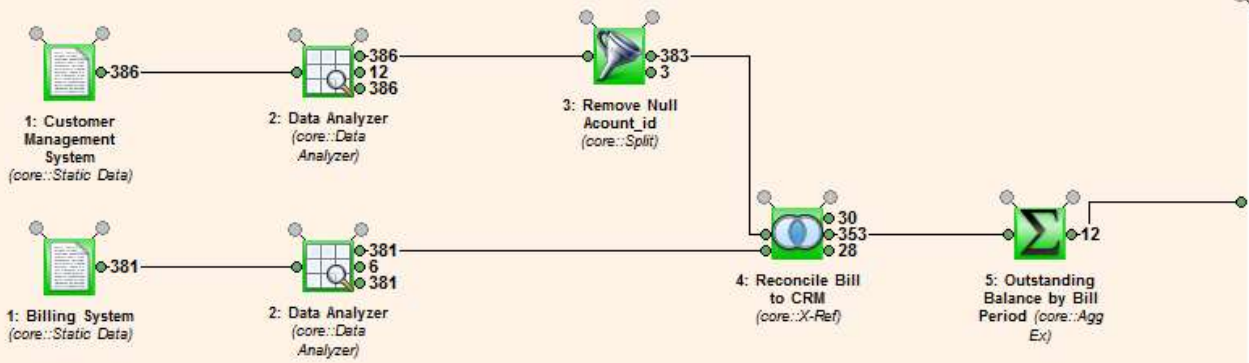 386
386
12
386
383
3
1: Customer
Management
System
(core::Static Data)
2: Data Analyzer
(core::Data
Analyzer)
3: Remove Null
Acount_id
(core::Split)
381
381
6
381
30
353
28
12
1: Billing System
(core::Static Data)
2: Data Analyzer
(core::Data
Analyzer)
4: Reconcile Bill
to CRM
(core::X-Ref)
5: Outstanding
Balance by Bill
Period (core::Agg
Ex)